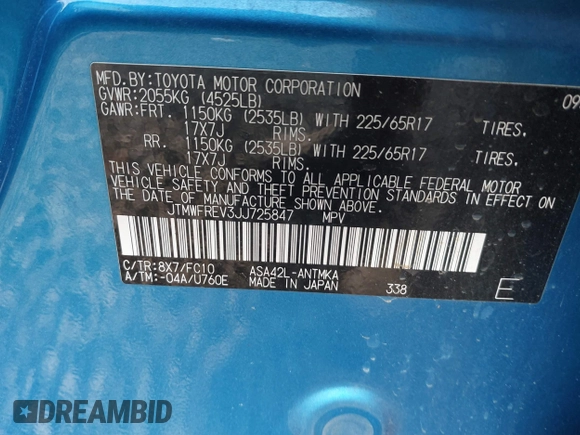 MFD.BY:TOYOTA MOTOR CORPORATION 09
GVWR:2055KG (4525LB)
GAWR:FRT. 1150KG (2535LB) WITH 225/65R17 TIRES.
17X7J RIMS.
RR. 1150KG (2535LB) WITH 225/65R17 TIRES.
17X7J RIMS.
THIS VEHICLE CONFORMS TO ALL APPLICABLE FEDERAL MOTOR
VEHICLE SAFETY AND THEFT PREVENTION STANDARDS IN EFFECT ON
THE DATE OF MANUFACTURE SHOWN ABOVE.
JTMWFREV3JJ725847 MPV
C/TR:8X7/FC10 ASA42L-ANTMKA
A/TM:-04A/U760E MADE IN JAPAN 338 E
DREAMBID